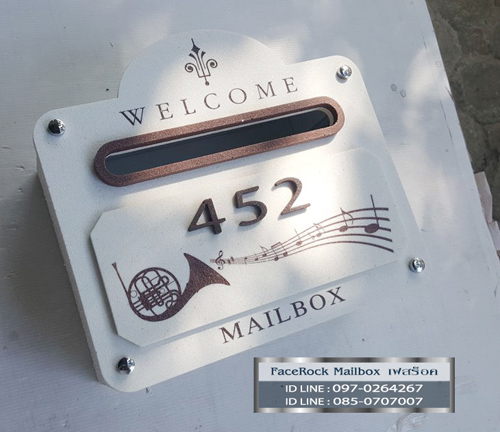 WELCOME
452
MAILBOX
FaceRock Mailbox เฟสร็อค
ID LINE : 097-0264267
ID LINE : 085-0707007